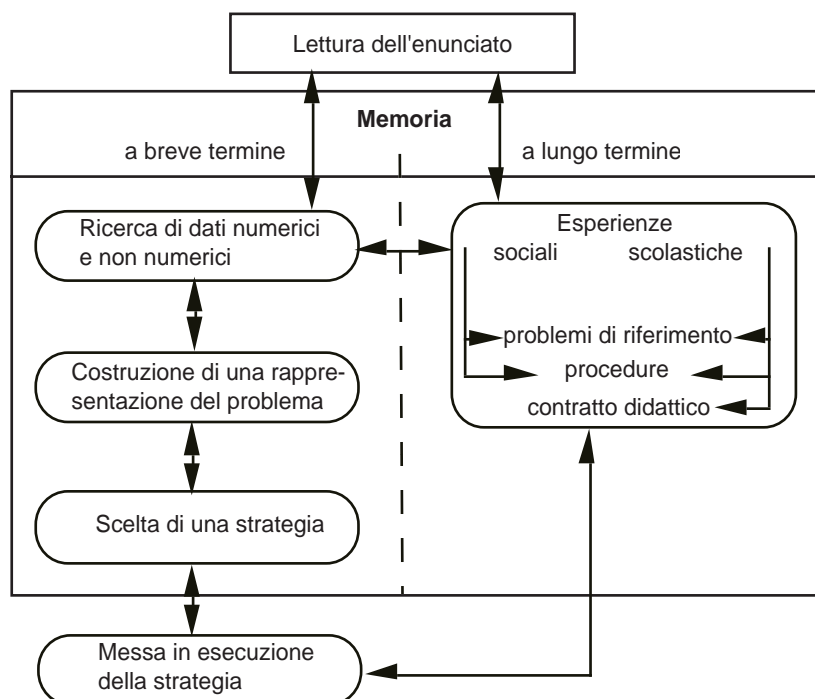 Lettura dell'enunciato
Memoria
a breve termine
a lungo termine
Ricerca di dati numerici
e non numerici
Esperienze
sociali scolastiche
problemi di riferimento
procedure
contratto didattico
Costruzione di una rappre-
sentazione del problema
Scelta di una strategia
Messa in esecuzione
della strategia